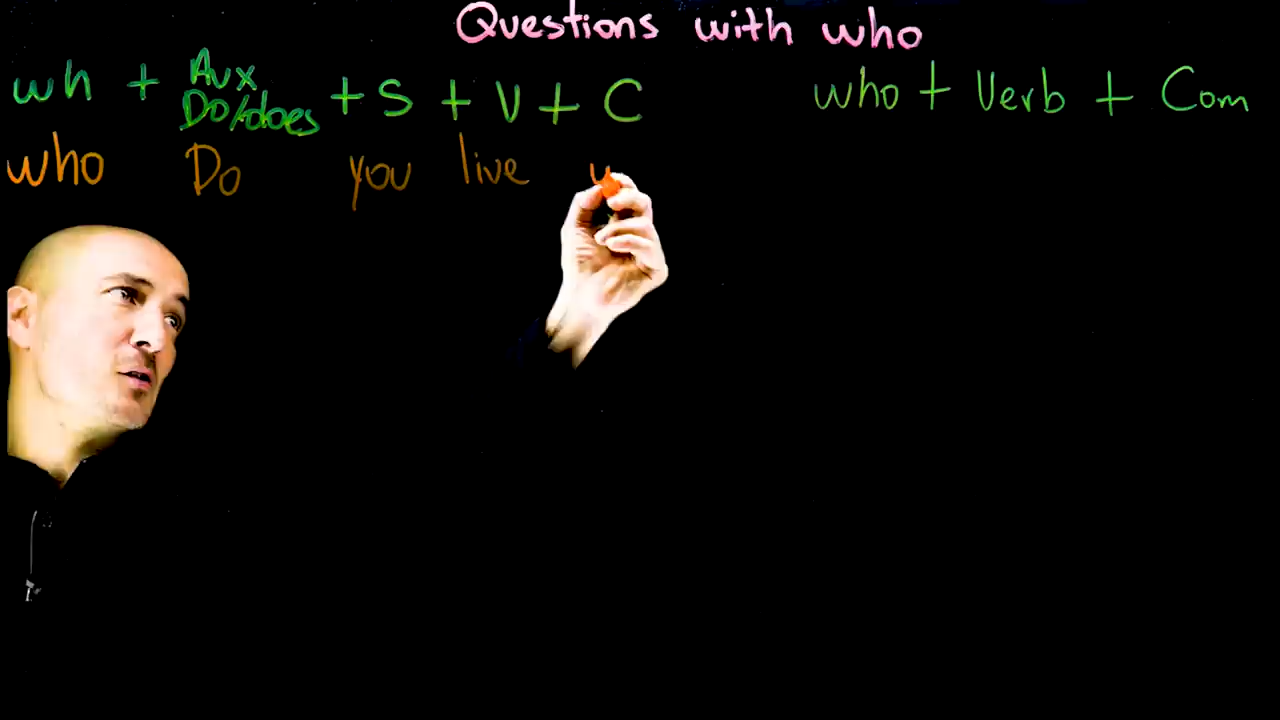 Questions with who
wh + Aux Do/does + S + V + C
who + Verb + Com
who Do you live